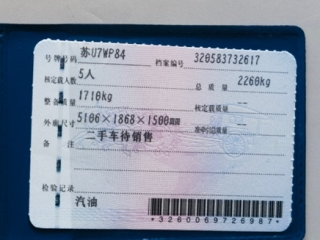 号牌号码 苏U7WP84 档案编号 320583732617
核定载人数 5人 总质量 2260kg
整备质量 1710kg 核定载质量 --
外廓尺寸 5106×1868×1500 准牵引总质量 --
备注 二手车待销售
检验记录
汽油
*3260069726987*